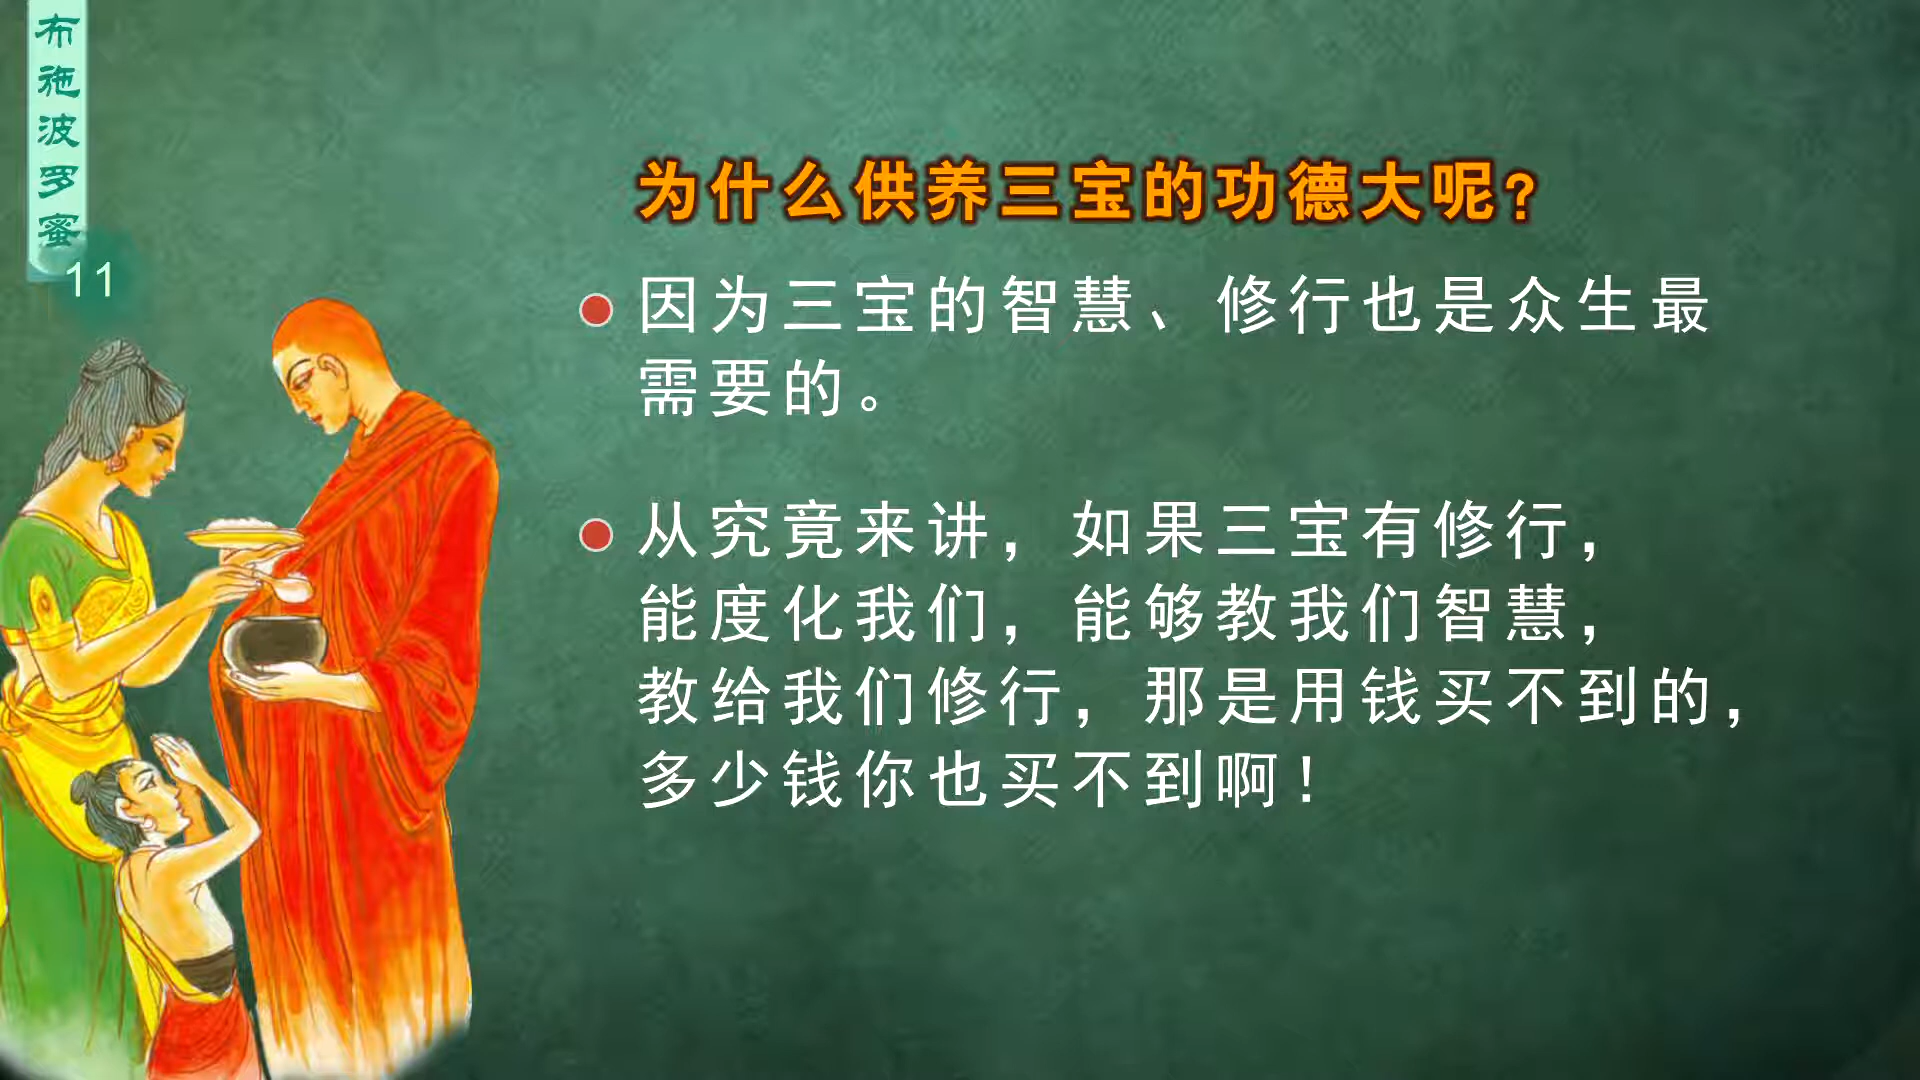 布施波罗蜜
11
为什么供养三宝的功德大呢?
因为三宝的智慧、修行也是众生最
需要的。
从究竟来讲，如果三宝有修行，
能度化我们，能够教我们智慧，
教给我们修行，那是用钱买不到的，
多少钱你也买不到啊！